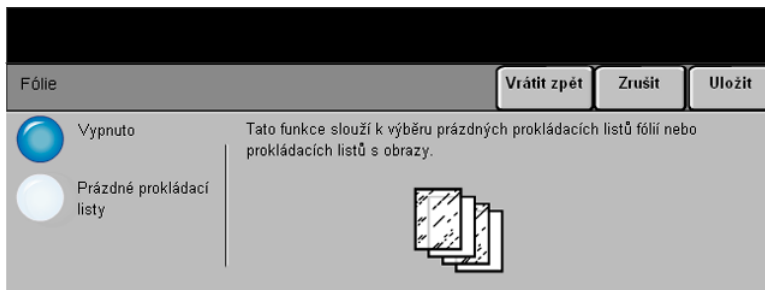 Fólie
Vrátit zpět
Zrušit
Uložit
Vypnuto
Tato funkce slouží k výběru prázdných prokládacích listů fólií nebo
prokládacích listů s obrazy.
Prázdné prokládací
listy